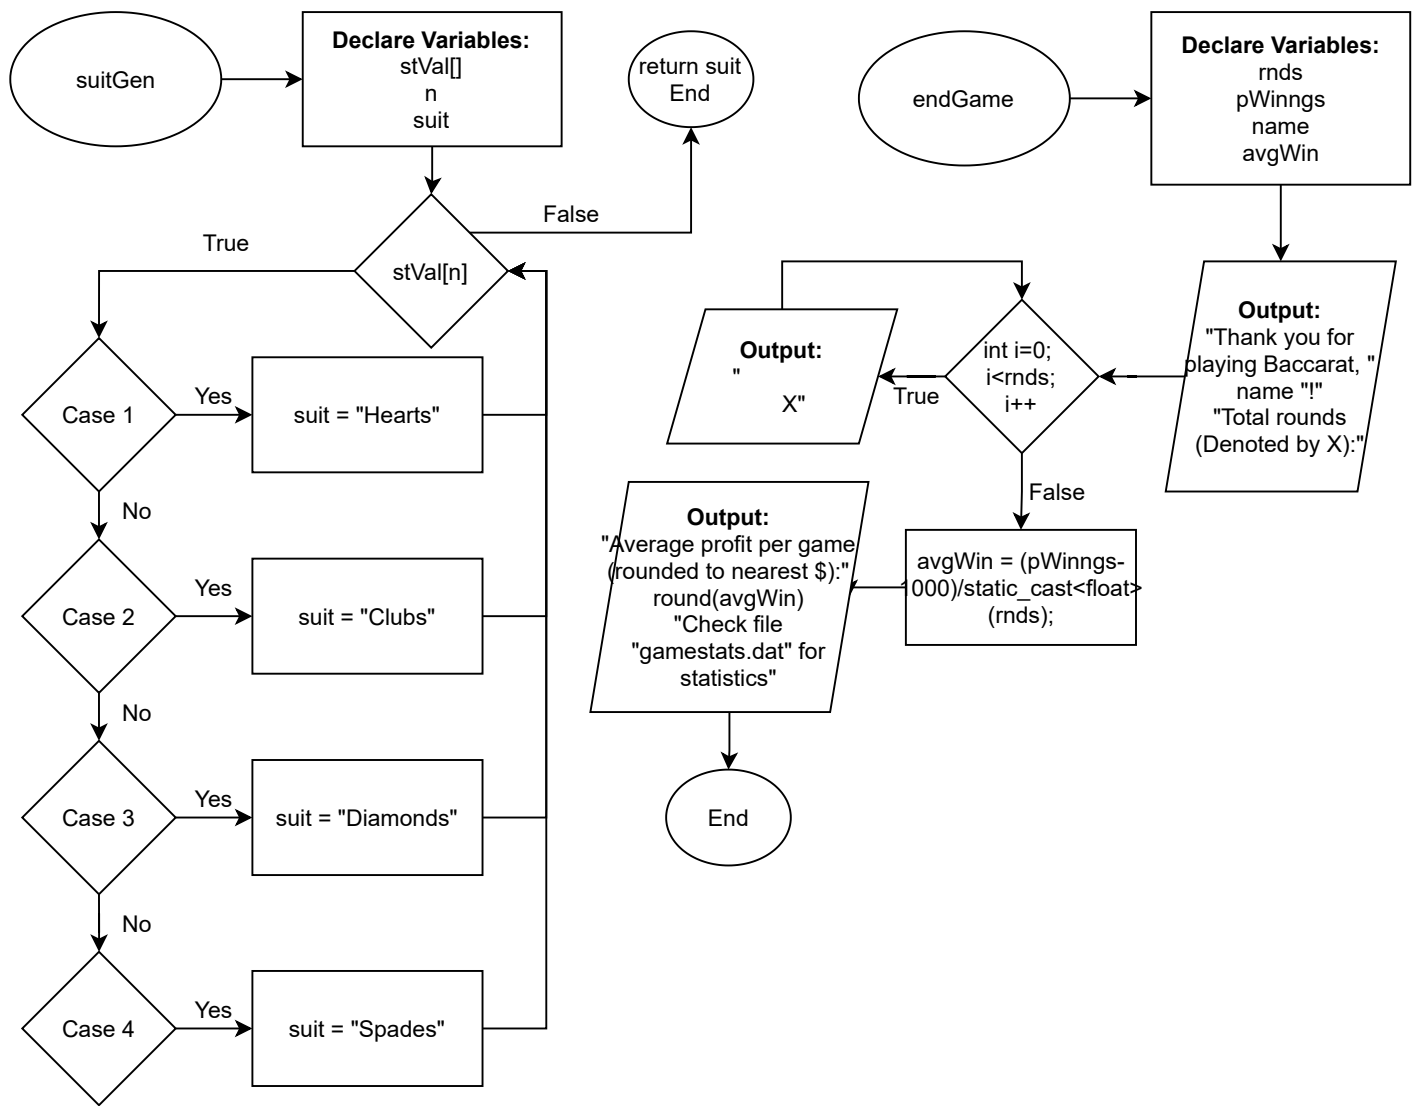 suitGen
Declare Variables:
stVal[]
n
suit
return suit
End
False
True
stVal[n]
Case 1
Yes
suit = "Hearts"
No
Case 2
Yes
suit = "Clubs"
No
Case 3
Yes
suit = "Diamonds"
No
Case 4
Yes
suit = "Spades"
endGame
Declare Variables:
rnds
pWinngs
name
avgWin
Output:
"Thank you for
playing Baccarat, "
name "!"
"Total rounds
(Denoted by X):"
int i=0;
i<rnds;
i++
True
Output:
"
X"
False
avgWin = (pWinngs-
1000)/static_cast<float>
(rnds);
Output:
"Average profit per game
(rounded to nearest $):"
round(avgWin)
"Check file
"gamestats.dat" for
statistics"
End